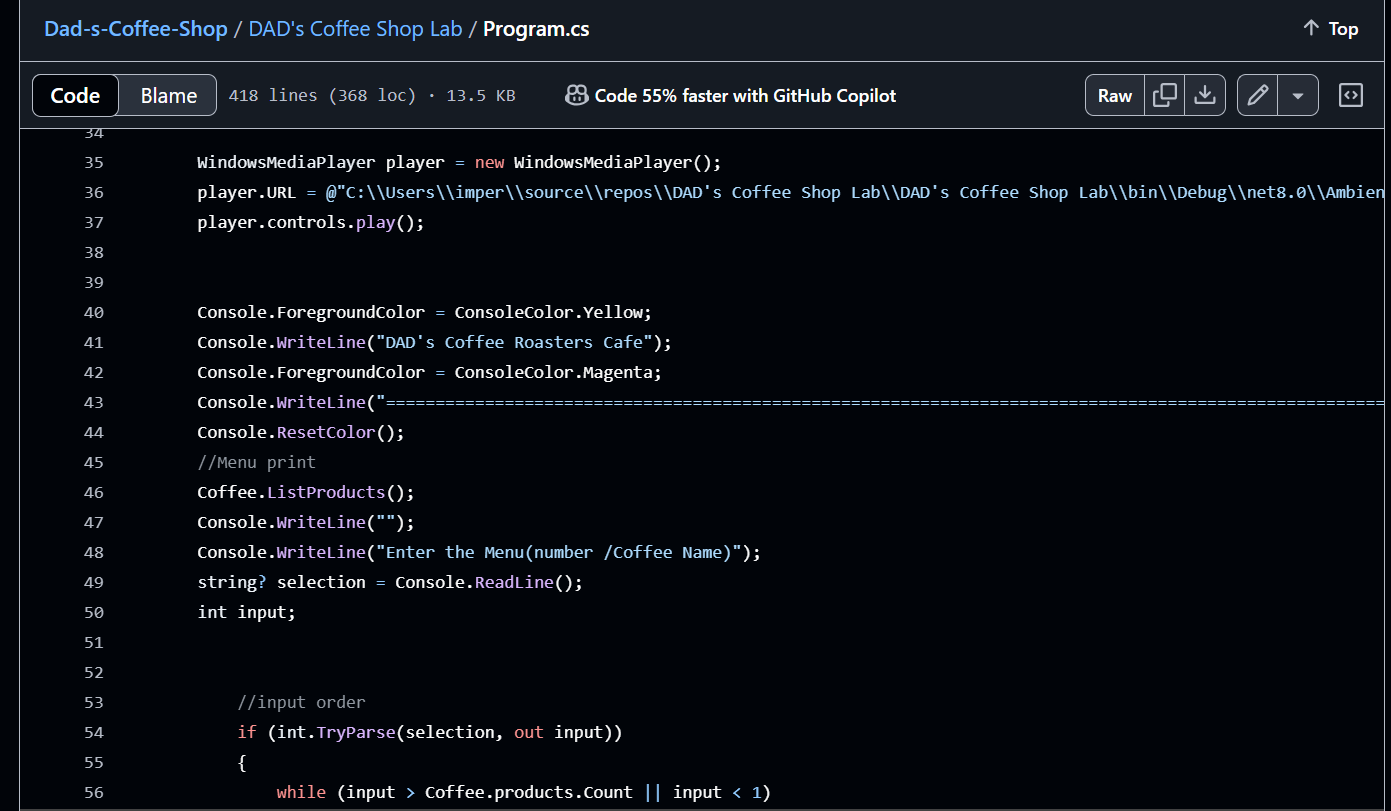 Dad-s-Coffee-Shop / DAD's Coffee Shop Lab / Program.cs
Top
Code Blame 418 lines (368 loc) · 13.5 KB Code 55% faster with GitHub Copilot Raw
34
35 WindowsMediaPlayer player = new WindowsMediaPlayer();
36 player.URL = @"C:\\Users\\imper\\source\\repos\\DAD's Coffee Shop Lab\\DAD's Coffee Shop Lab\\bin\\Debug\\net8.0\\Ambien
37 player.controls.play();
38
39
40 Console.ForegroundColor = ConsoleColor.Yellow;
41 Console.WriteLine("DAD's Coffee Roasters Cafe");
42 Console.ForegroundColor = ConsoleColor.Magenta;
43 Console.WriteLine("=====================================================================================================
44 Console.ResetColor();
45 //Menu print
46 Coffee.ListProducts();
47 Console.WriteLine("");
48 Console.WriteLine("Enter the Menu(number /Coffee Name)");
49 string? selection = Console.ReadLine();
50 int input;
51
52
53 //input order
54 if (int.TryParse(selection, out input))
55 {
56 while (input > Coffee.products.Count || input < 1)